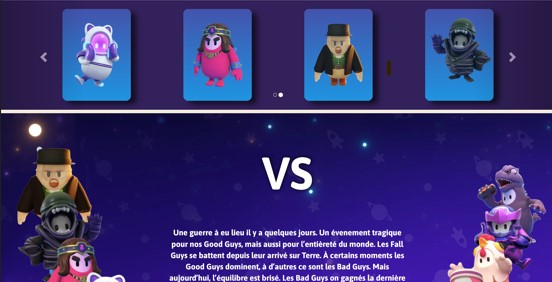 VS
Une guerre à eu lieu il y a quelques jours. Un évenement tragique
pour nos Good Guys, mais aussi pour l'entièreté du monde. Les Fall
Guys se battent depuis leur arrivé sur Terre. À certains moments les
Good Guys dominent, à d'autres ce sont les Bad Guys. Mais
aujourd'hui, l'équilibre est brisé. Les Bad Guys on gagnés la dernière